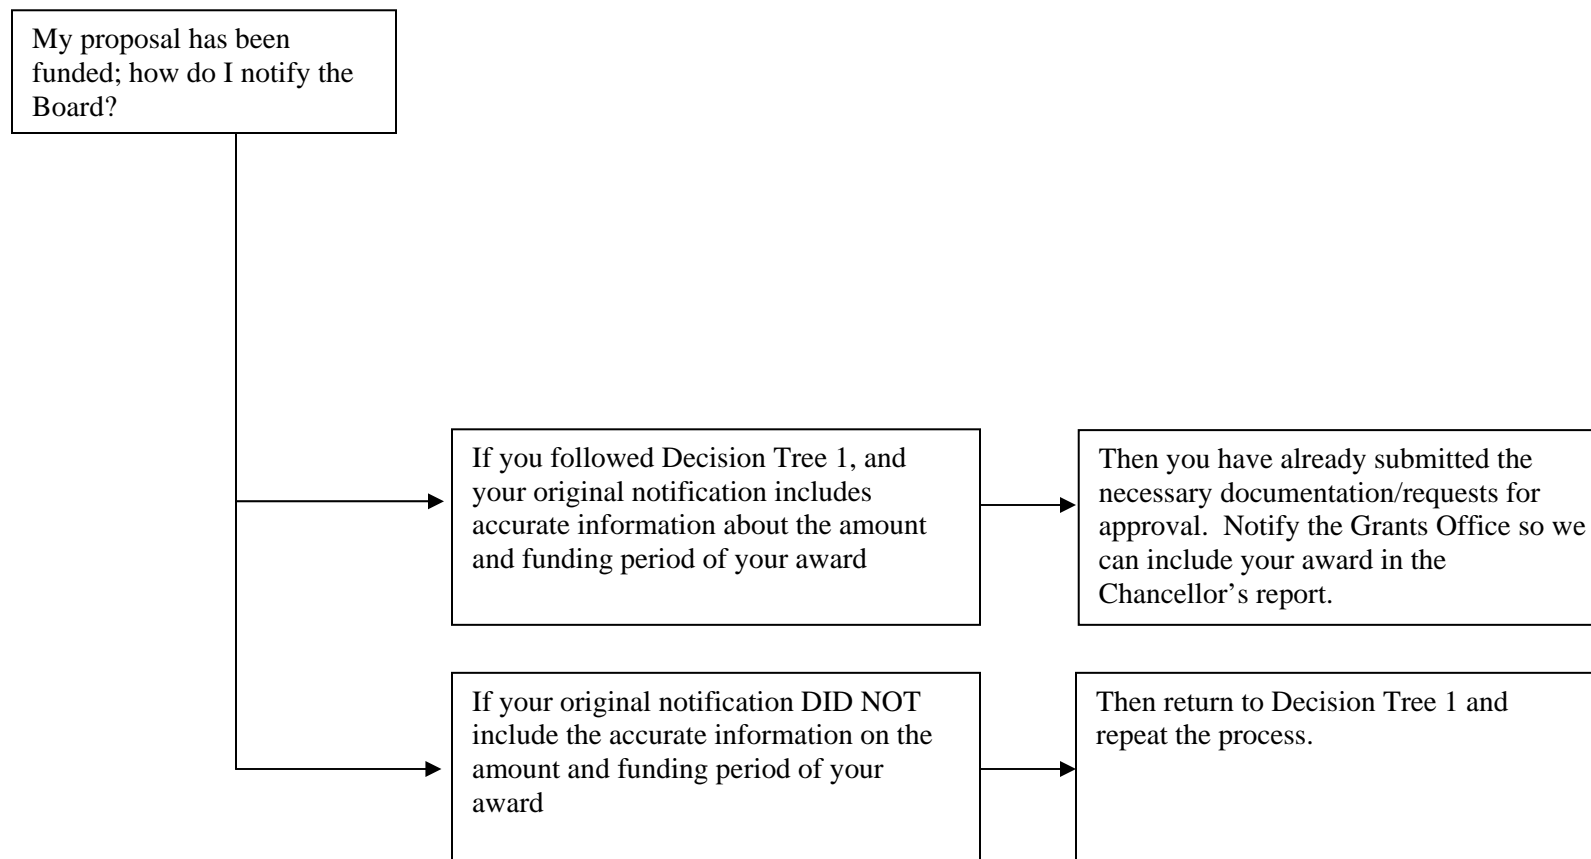 My proposal has been
funded; how do I notify the
Board?
If you followed Decision Tree 1, and
your original notification includes
accurate information about the amount
and funding period of your award
Then you have already submitted the
necessary documentation/requests for
approval.  Notify the Grants Office so we
can include your award in the
Chancellor’s report.
If your original notification DID NOT
include the accurate information on the
amount and funding period of your
award
Then return to Decision Tree 1 and
repeat the process.